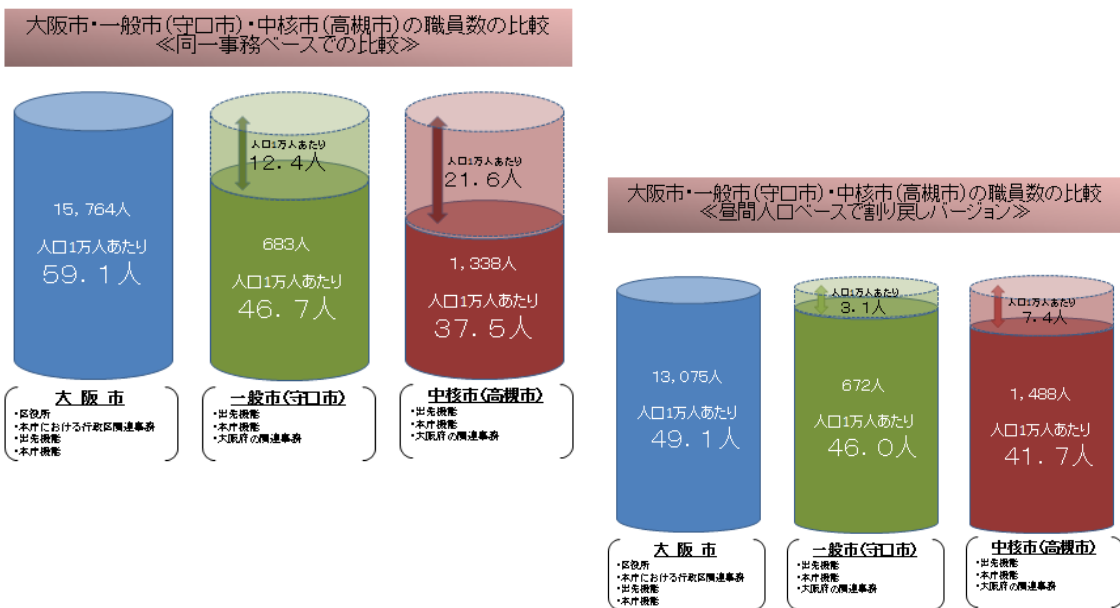 大阪市・一般市(守口市)・中核市(高槻市)の職員数の比較
≪同一事務ベースでの比較≫
15,764人
人口1万人あたり
59.1人
人口1万人あたり
12.4人
683人
人口1万人あたり
46.7人
人口1万人あたり
21.6人
1,338人
人口1万人あたり
37.5人
大阪市
・区役所
・本庁における行政区関連事務
・出先機能
・本庁機能
一般市(守口市)
・出先機能
・本庁機能
・大阪府の関連事務
中核市(高槻市)
・出先機能
・本庁機能
・大阪府の関連事務
大阪市・一般市(守口市)・中核市(高槻市)の職員数の比較
≪昼間人口ベースで割り戻しバージョン≫
13,075人
人口1万人あたり
49.1人
人口1万人あたり
3.1人
672人
人口1万人あたり
46.0人
人口1万人あたり
7.4人
1,488人
人口1万人あたり
41.7人
大阪市
・区役所
・本庁における行政区関連事務
・出先機能
・本庁機能
一般市(守口市)
・出先機能
・本庁機能
・大阪府の関連事務
中核市(高槻市)
・出先機能
・本庁機能
・大阪府の関連事務